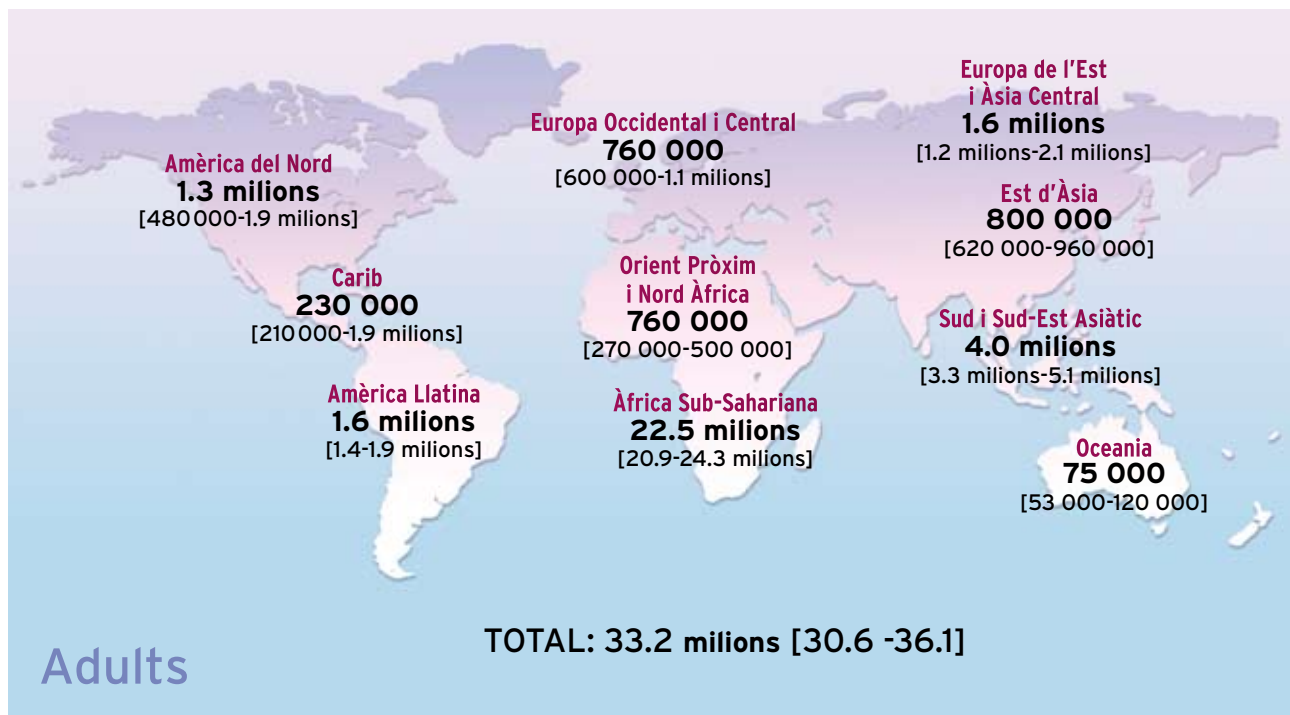 Amèrica del Nord
1.3 milions
[480 000-1.9 milions]
Carib
230 000
[210 000-1.9 milions]
Amèrica Llatina
1.6 milions
[1.4-1.9 milions]
Europa Occidental i Central
760 000
[600 000-1.1 milions]
Orient Pròxim
i Nord Àfrica
760 000
[270 000-500 000]
Àfrica Sub-Sahariana
22.5 milions
[20.9-24.3 milions]
Europa de l'Est
i Àsia Central
1.6 milions
[1.2 milions-2.1 milions]
Est d'Àsia
800 000
[620 000-960 000]
Sud i Sud-Est Asiàtic
4.0 milions
[3.3 milions-5.1 milions]
Oceania
75 000
[53 000-120 000]
TOTAL: 33.2 milions [30.6 -36.1]
Adults